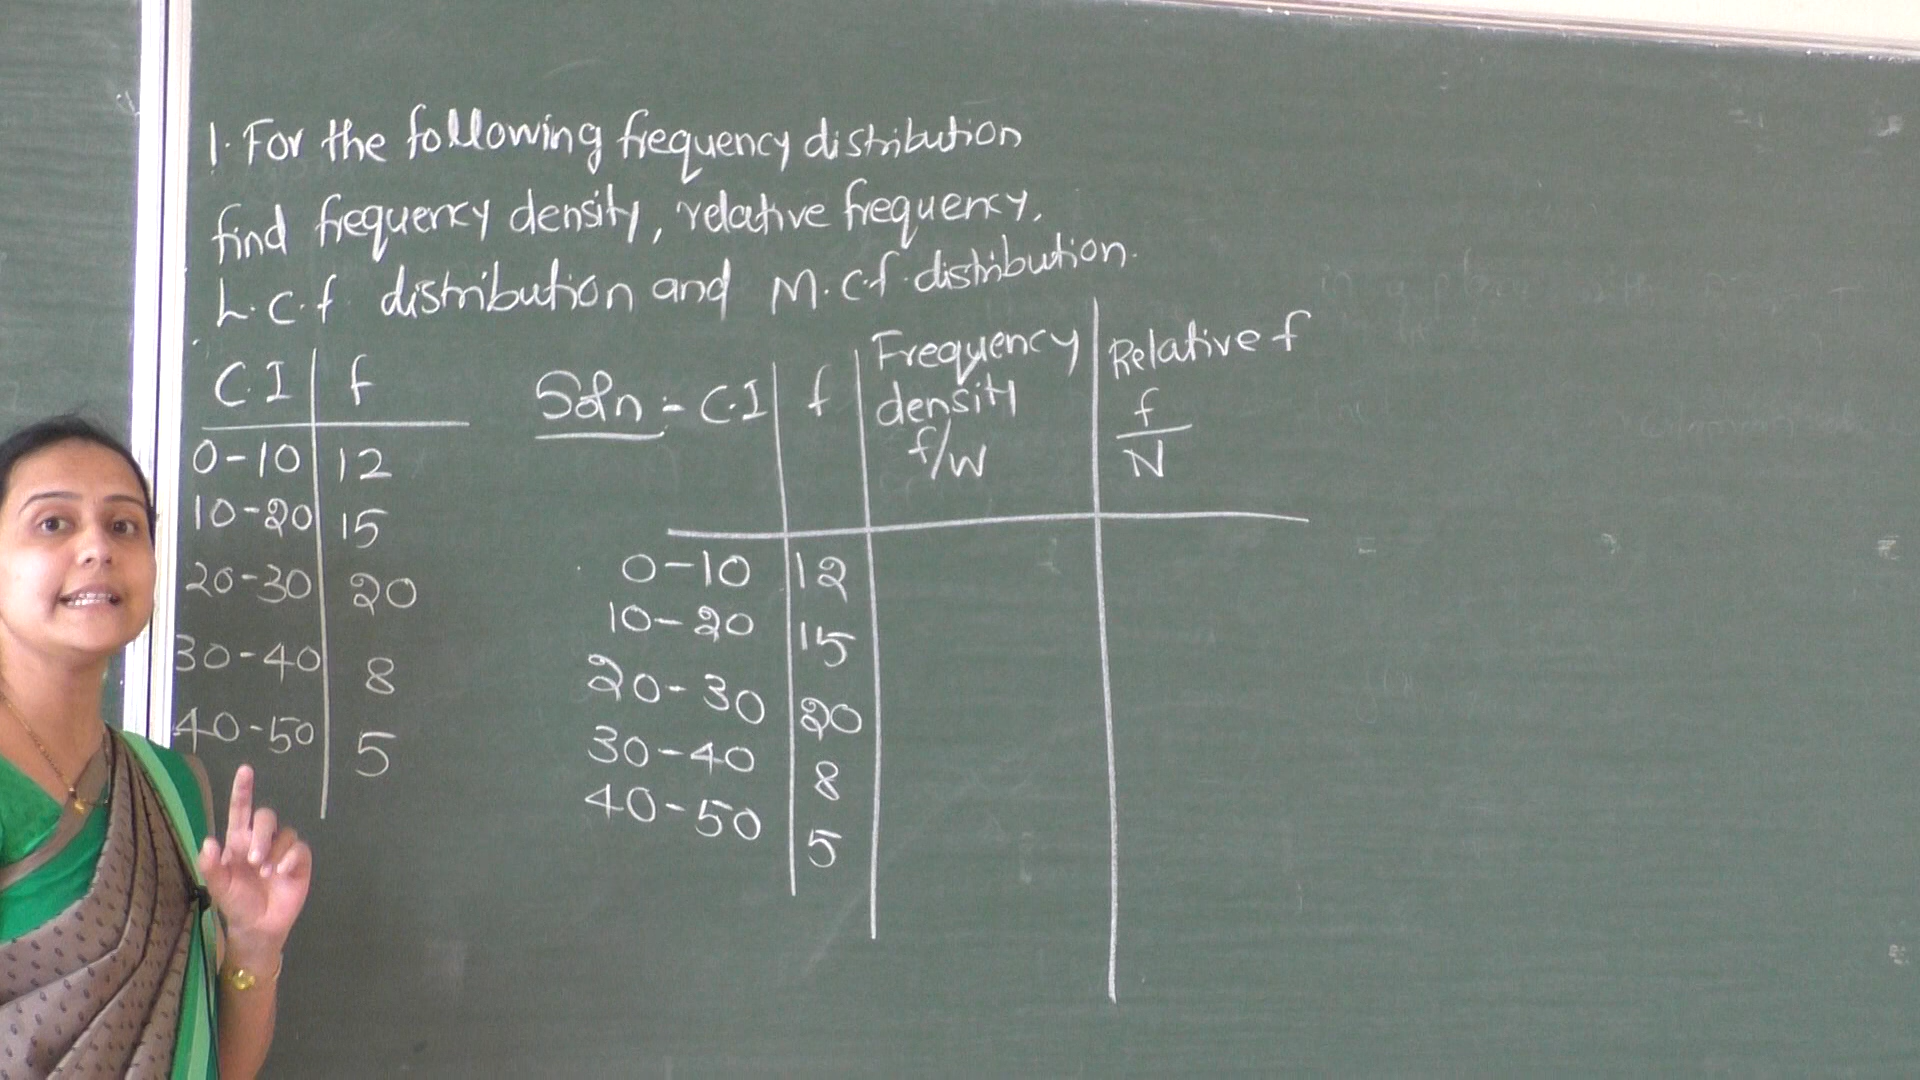 1. For the following frequency distribution
find frequency density, relative frequency,
L.C.f distribution and M.C.f. distribution.
C.I f
0-10 12
10-20 15
20-30 20
30-40 8
40-50 5
Soln :- C.I f Frequency density f/W Relative f f/N
0-10 12
10-20 15
20-30 20
30-40 8
40-50 5